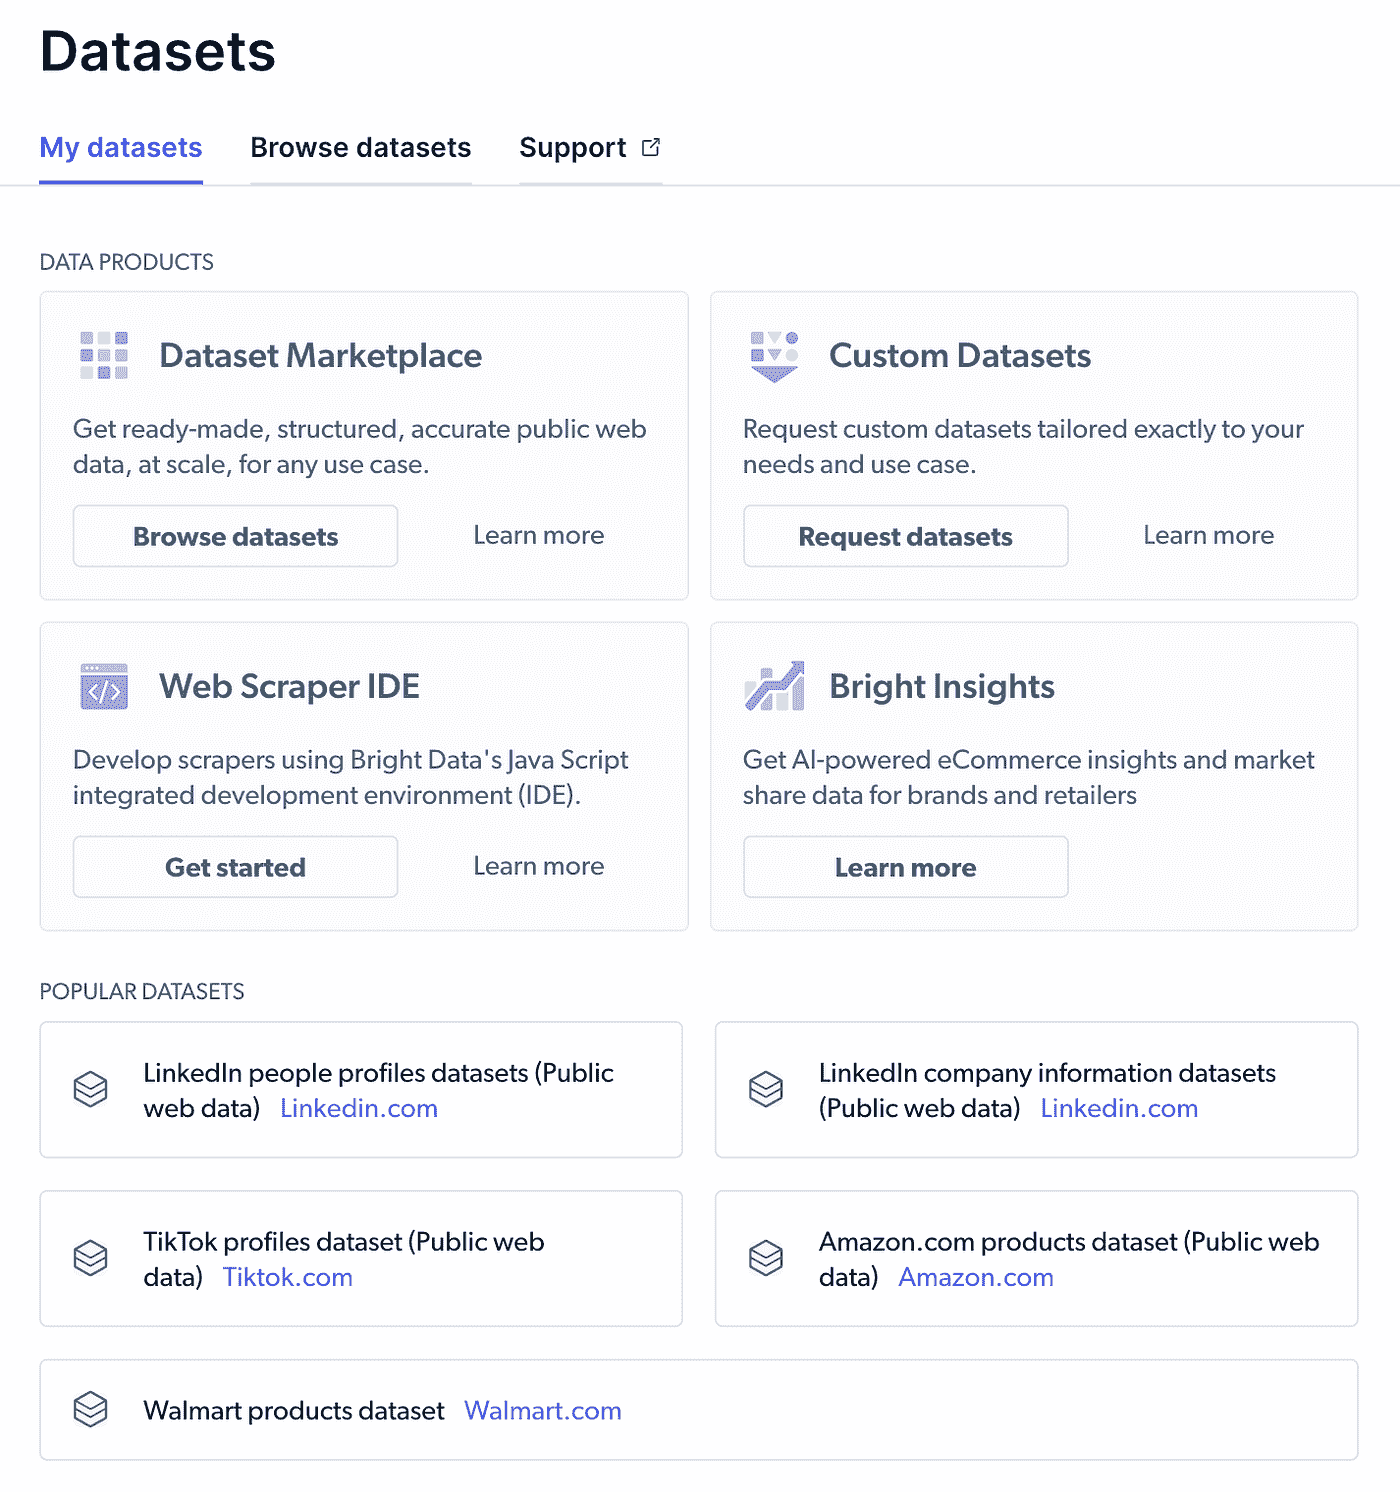 Datasets
My datasets Browse datasets Support
DATA PRODUCTS
Dataset Marketplace
Get ready-made, structured, accurate public web
data, at scale, for any use case.
Browse datasets Learn more
Custom Datasets
Request custom datasets tailored exactly to your
needs and use case.
Request datasets Learn more
Web Scraper IDE
Develop scrapers using Bright Data's Java Script
integrated development environment (IDE).
Get started Learn more
Bright Insights
Get AI-powered eCommerce insights and market
share data for brands and retailers
Learn more
POPULAR DATASETS
LinkedIn people profiles datasets (Public
web data) Linkedin.com
LinkedIn company information datasets
(Public web data) Linkedin.com
TikTok profiles dataset (Public web
data) Tiktok.com
Amazon.com products dataset (Public web
data) Amazon.com
Walmart products dataset Walmart.com